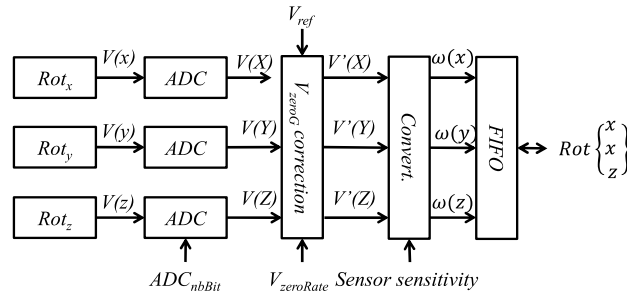 V_ref
V(x) V(X) V'(X) ω(x)
Rot_x ADC
V(y) V(Y) V'(Y) ω(y)
Rot_y ADC
V_zeroG correction
Convert.
FIFO
Rot { x
x
z }
V(z) V(Z) V'(Z) ω(z)
Rot_z ADC
ADC_nbBit V_zeroRate Sensor sensitivity